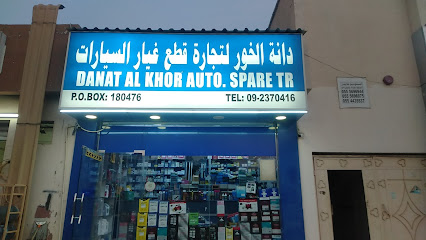 دانة الخور لتجارة قطع غيار السيارات
DANAT AL KHOR AUTO. SPARE TR
P.O.BOX: 180476
TEL: 09-2370416